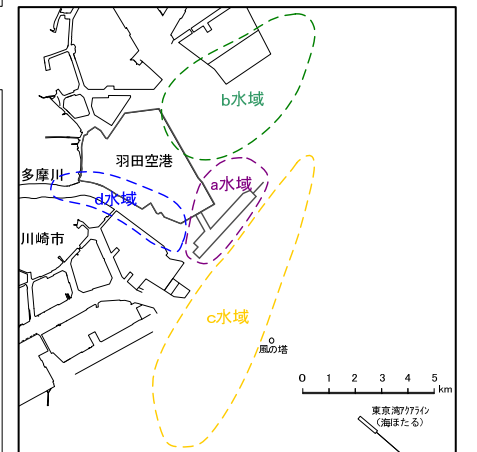 b水域
羽田空港
多摩川
a水域
d水域
川崎市
c水域
風の塔
0 1 2 3 4 5
km
東京湾アクアライン
（海ほたる）